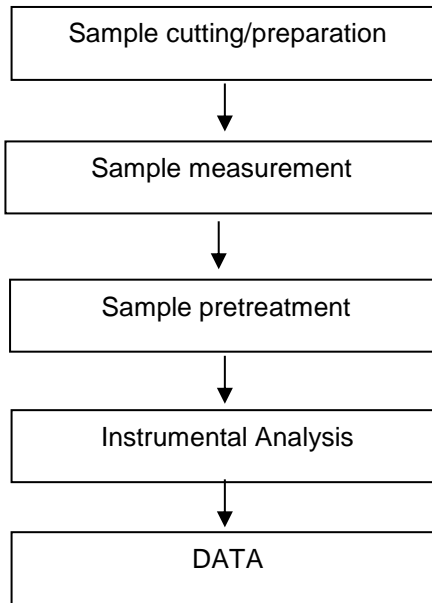 Sample cutting/preparation
Sample measurement
Sample pretreatment
Instrumental Analysis
DATA